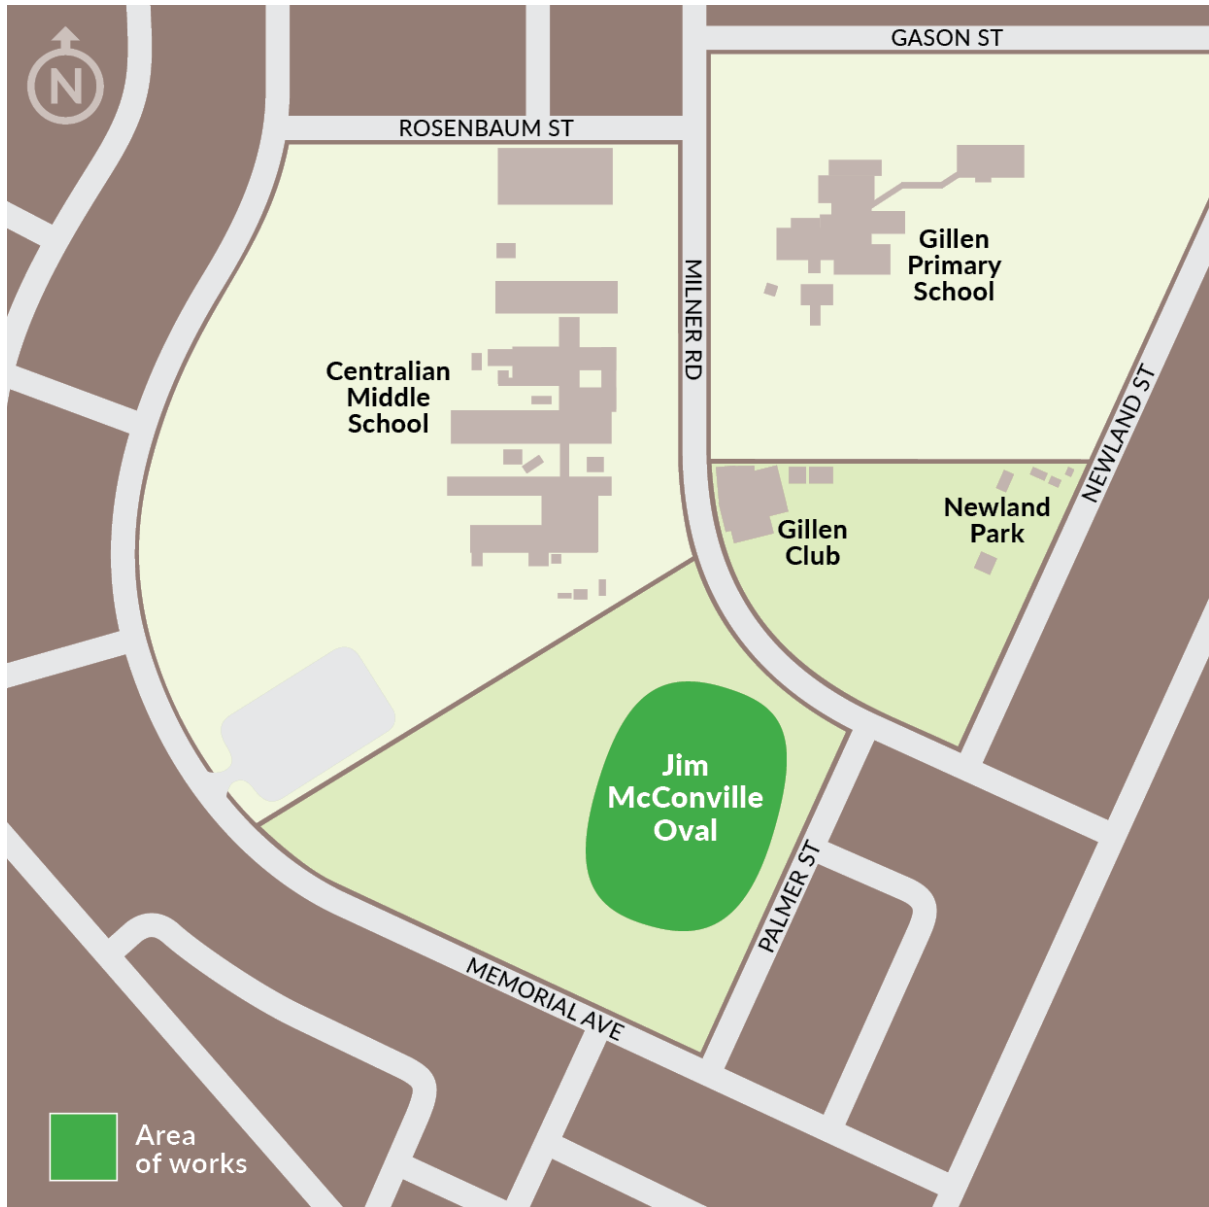 N
GASON ST
ROSENBAUM ST
MILNER RD
Gillen
Primary
School
Centralian
Middle
School
NEWLAND ST
Newland
Park
Gillen
Club
Jim
McConville
Oval
PALMER ST
MEMORIAL AVE
Area
of works